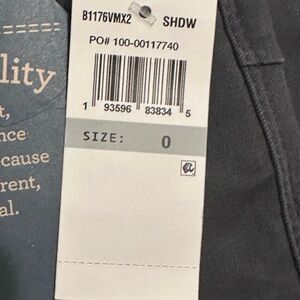 B1176VMX2 SHDW
PO# 100-00117740
1 93596 83834 5
SIZE: 0
lity
t,
nce
cause
rent,
al.